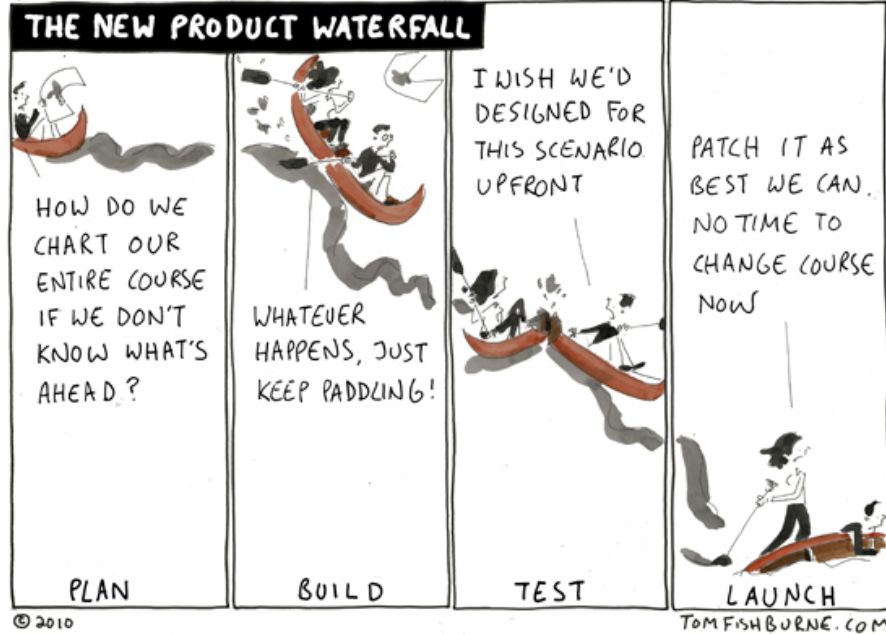 THE NEW PRODUCT WATERFALL
HOW DO WE
CHART OUR
ENTIRE COURSE
IF WE DON'T
KNOW WHAT'S
AHEAD?
PLAN
WHATEVER
HAPPENS, JUST
KEEP PADDLING!
BUILD
I WISH WE'D
DESIGNED FOR
THIS SCENARIO
UPFRONT
TEST
PATCH IT AS
BEST WE CAN.
NO TIME TO
CHANGE COURSE
NOW
LAUNCH
© 2010
TOMFISHBURNE.COM